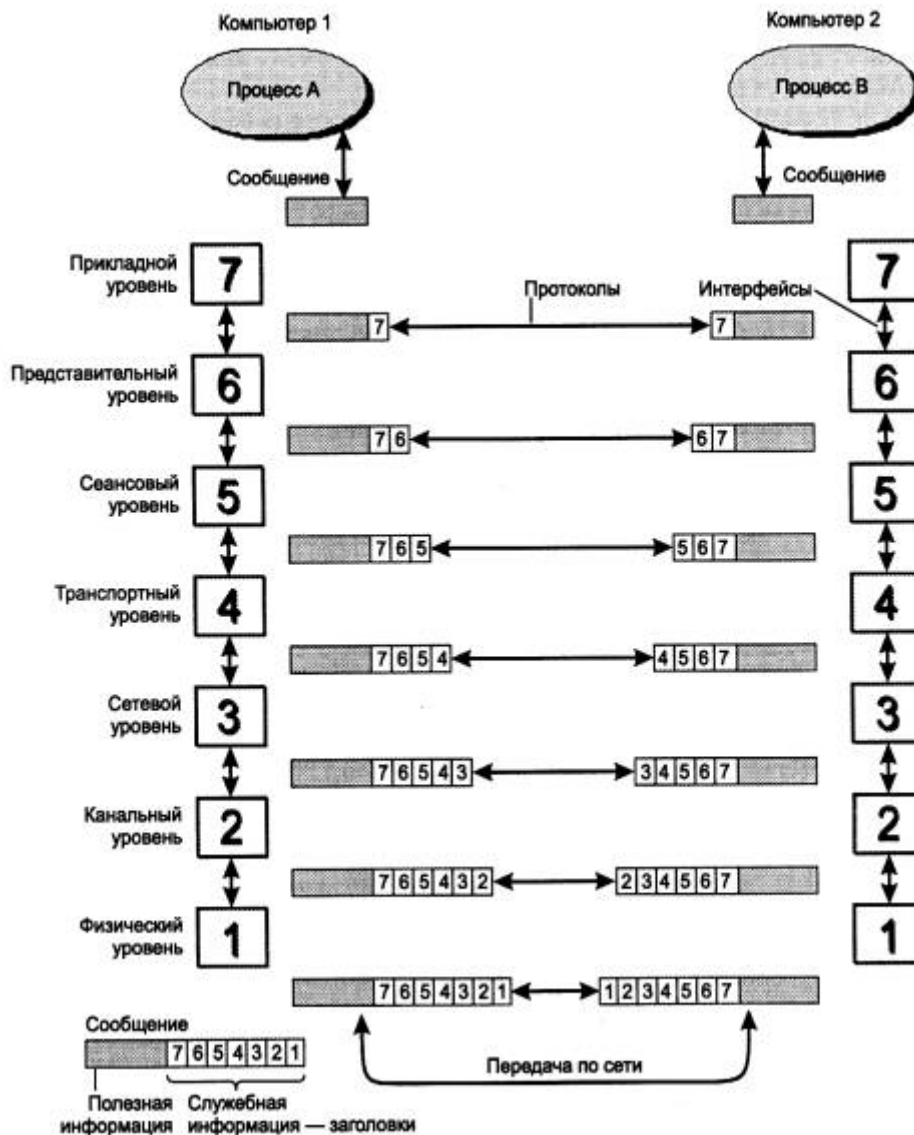 Компьютер 1
Компьютер 2
Процесс А
Процесс В
Сообщение
Сообщение
Прикладной
уровень
7
7
Протоколы
Интерфейсы
7
7
Представительный
уровень
6
6
7 6
6 7
Сеансовый
уровень
5
5
7 6 5
5 6 7
Транспортный
уровень
4
4
7 6 5 4
4 5 6 7
Сетевой
уровень
3
3
7 6 5 4 3
3 4 5 6 7
Канальный
уровень
2
2
7 6 5 4 3 2
2 3 4 5 6 7
Физический
уровень
1
1
7 6 5 4 3 2 1
1 2 3 4 5 6 7
Сообщение
7 6 5 4 3 2 1
Передача по сети
Полезная
информация
Служебная
информация — заголовки